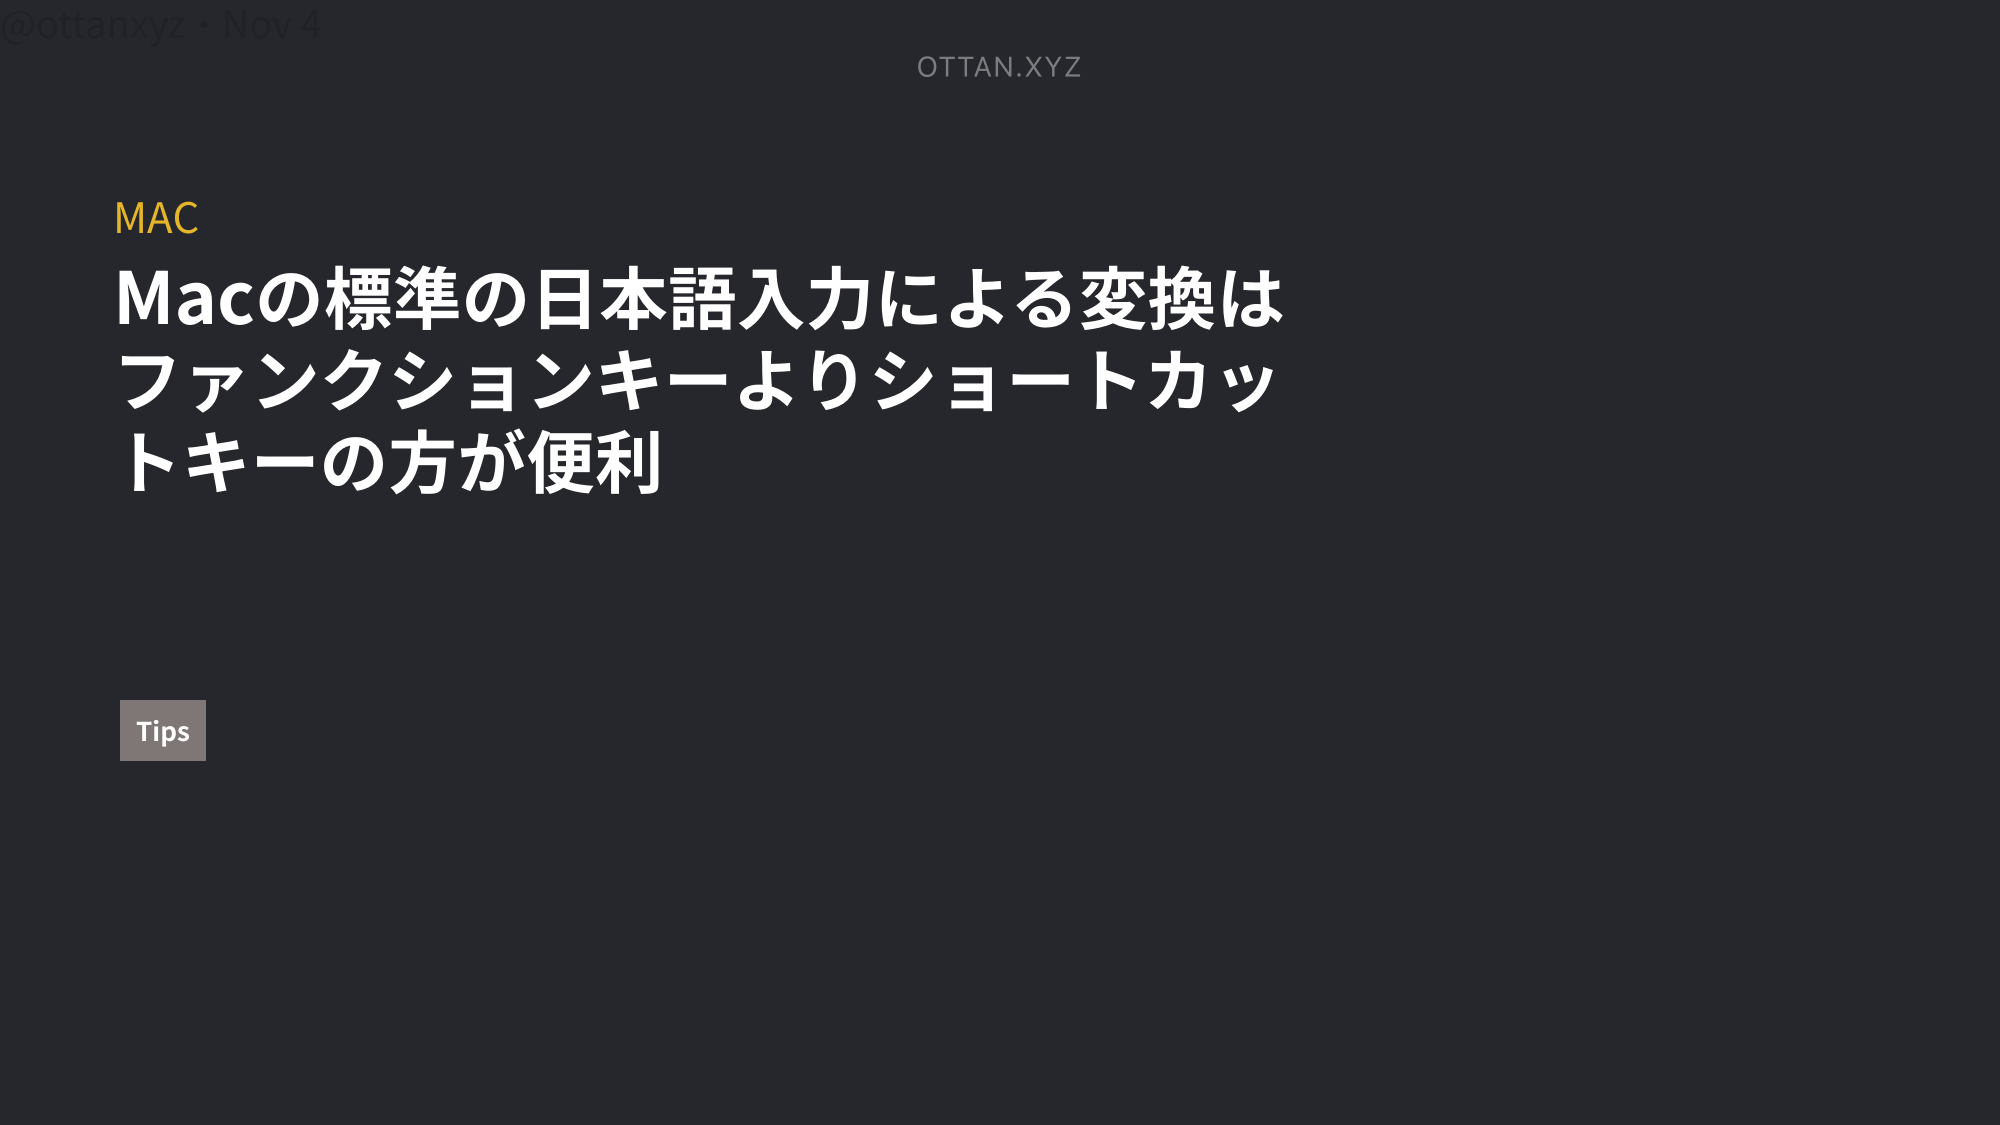 @ottanxyz・Nov 4
OTTAN.XYZ
MAC
Macの標準の日本語入力による変換は
ファンクションキーよりショートカッ
トキーの方が便利
Tips